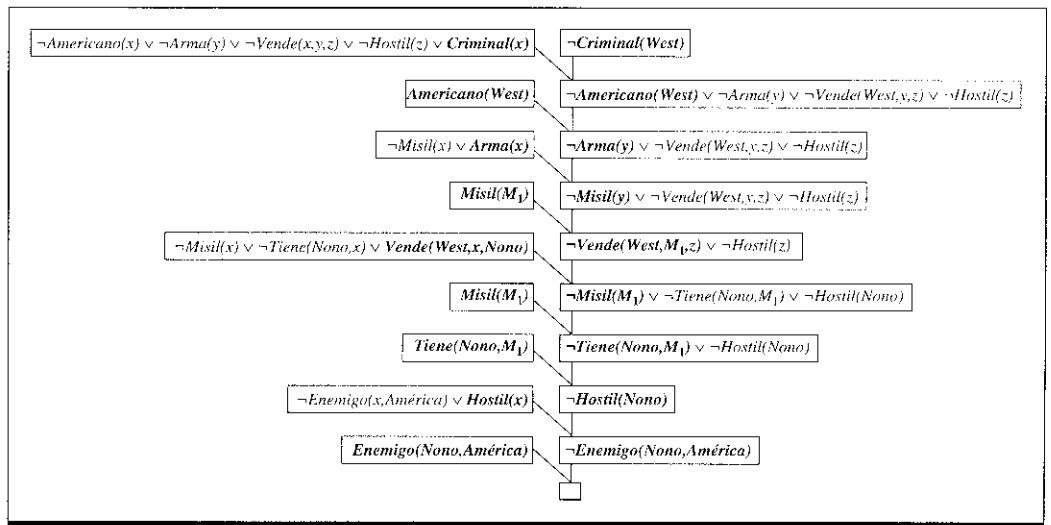 ¬Americano(x) ∨ ¬Arma(y) ∨ ¬Vende(x,y,z) ∨ ¬Hostil(z) ∨ Criminal(x) ¬Criminal(West)
Americano(West) ¬Americano(West) ∨ ¬Arma(y) ∨ ¬Vende(West,y,z) ∨ ¬Hostil(z)
¬Misil(x) ∨ Arma(x) ¬Arma(y) ∨ ¬Vende(West,y,z) ∨ ¬Hostil(z)
Misil(M₁) ¬Misil(y) ∨ ¬Vende(West,y,z) ∨ ¬Hostil(z)
¬Misil(x) ∨ ¬Tiene(Nono,x) ∨ Vende(West,x,Nono) ¬Vende(West,M₁,z) ∨ ¬Hostil(z)
Misil(M₁) ¬Misil(M₁) ∨ ¬Tiene(Nono,M₁) ∨ ¬Hostil(Nono)
Tiene(Nono,M₁) ¬Tiene(Nono,M₁) ∨ ¬Hostil(Nono)
¬Enemigo(x,América) ∨ Hostil(x) ¬Hostil(Nono)
Enemigo(Nono,América) ¬Enemigo(Nono,América)